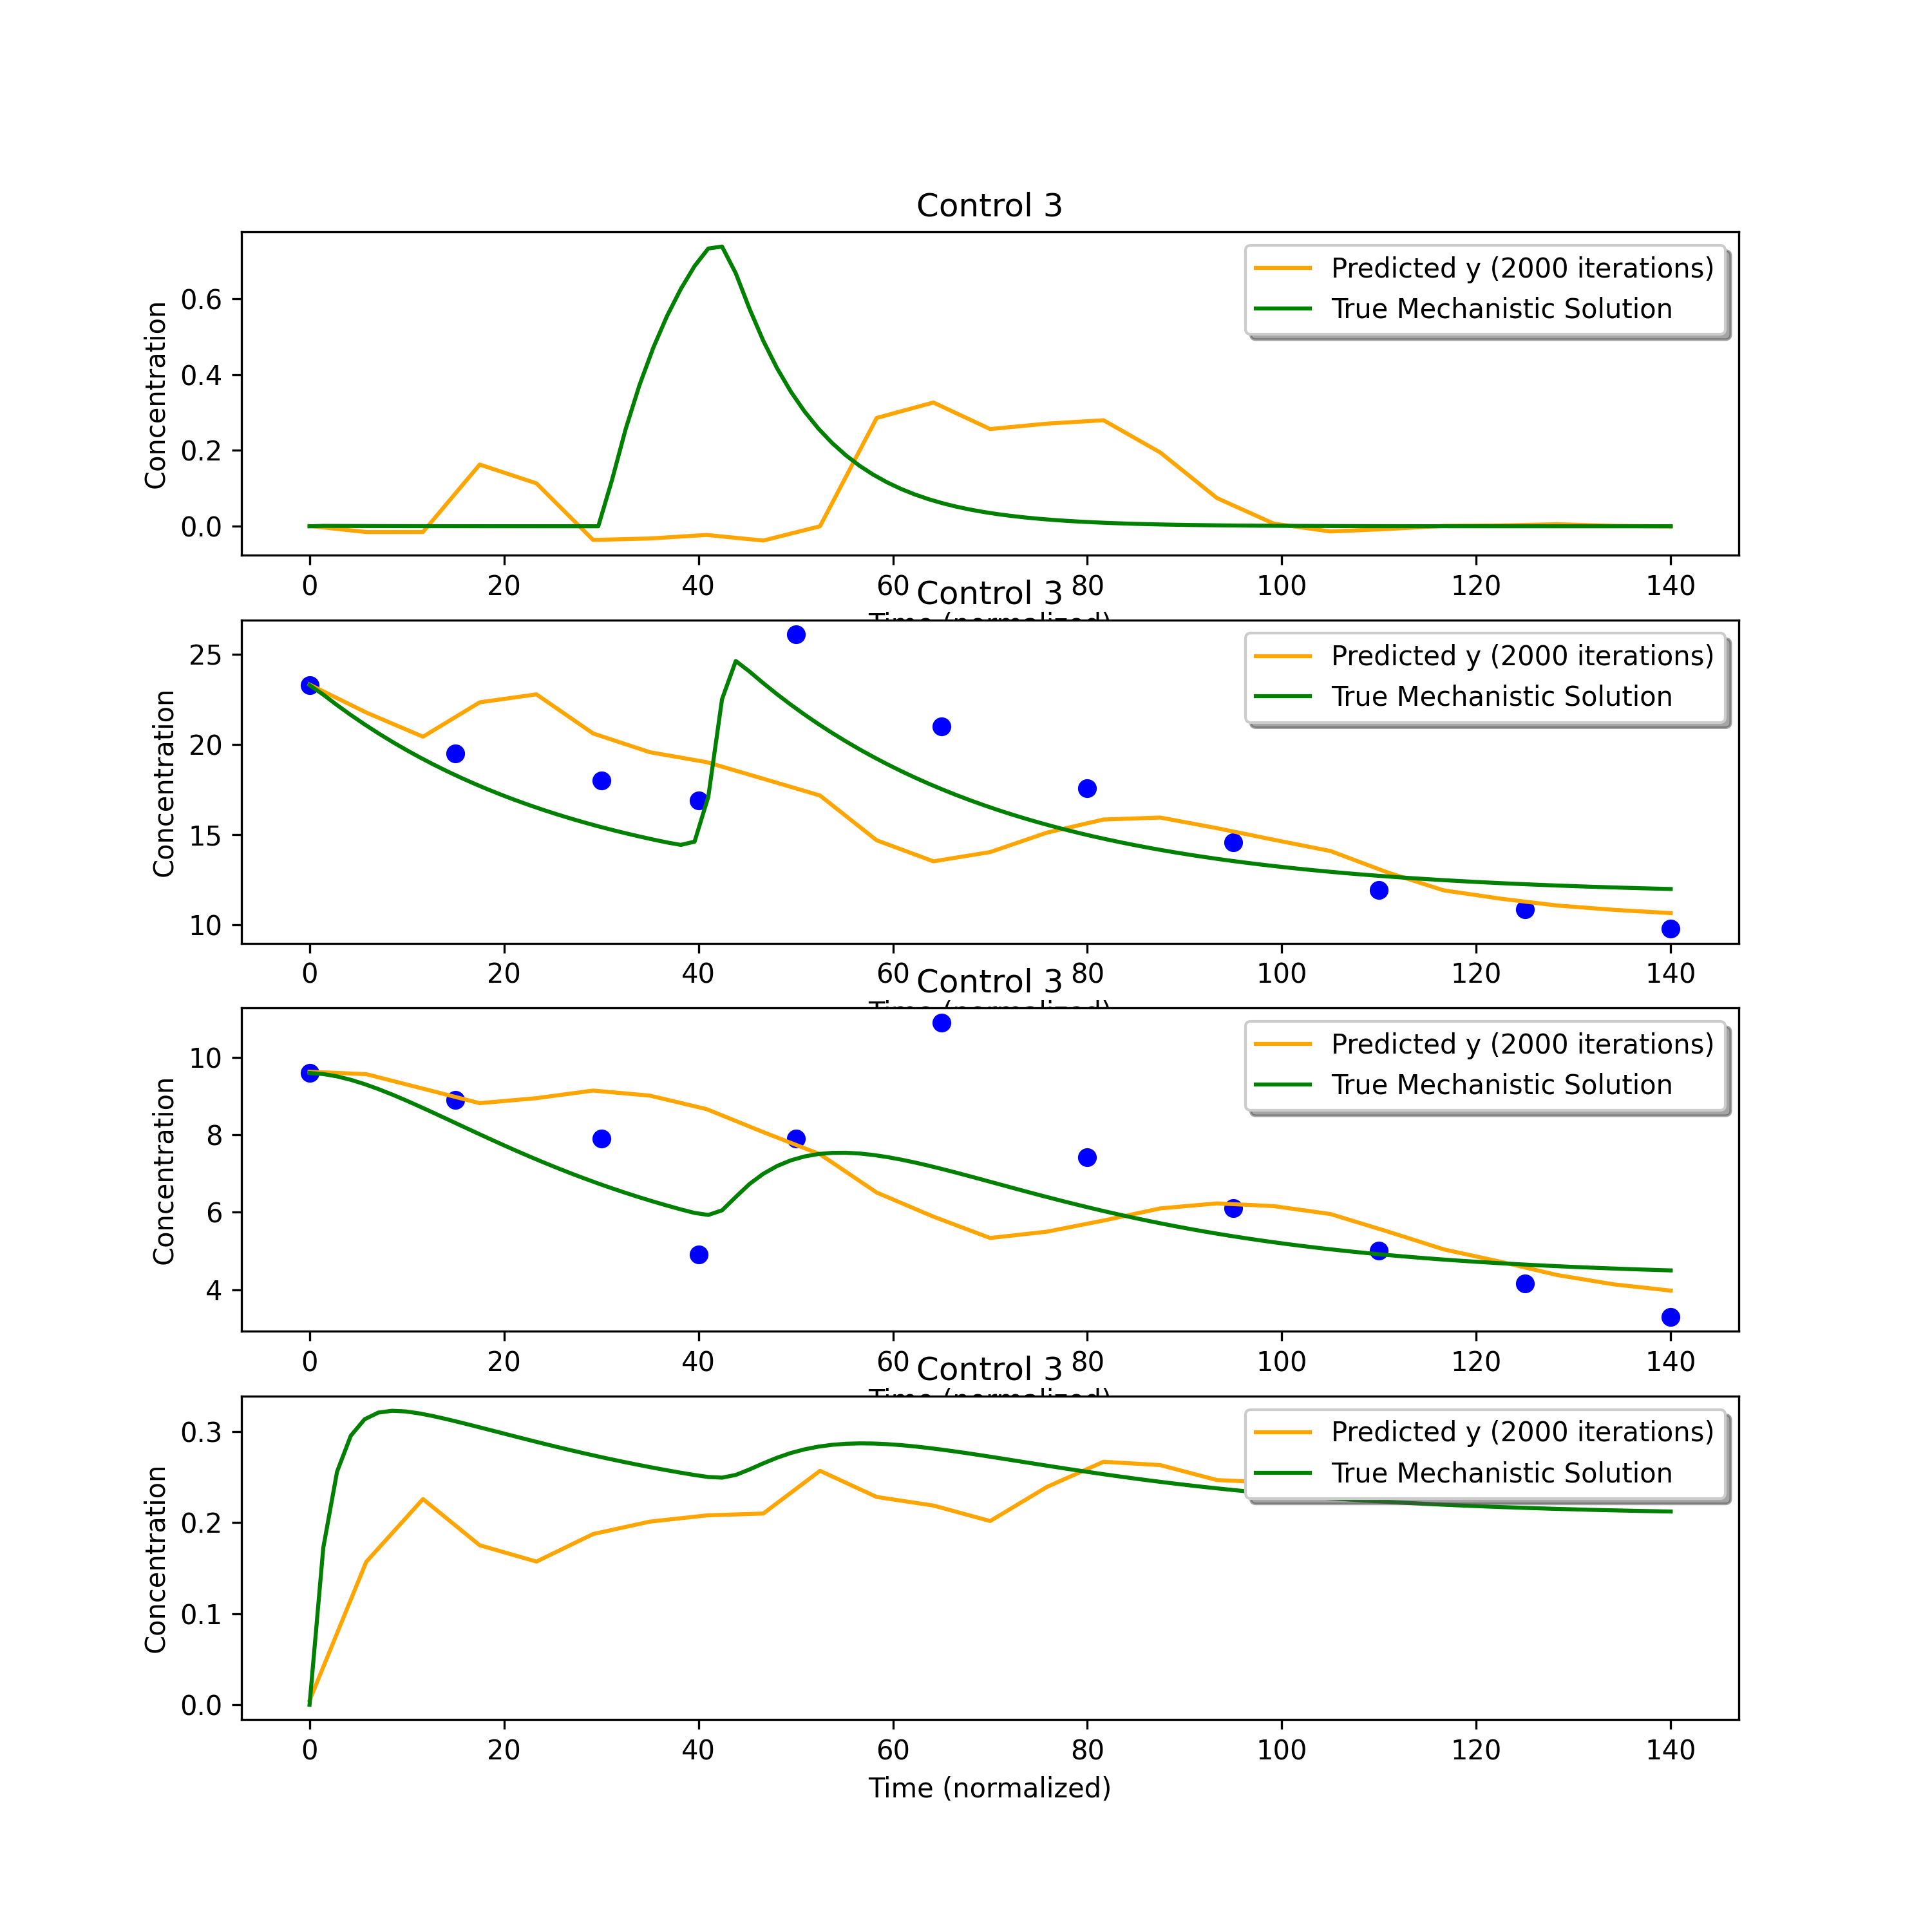 Control 3
Concentration
0.6
0.4
0.2
0.0
Predicted y (2000 iterations)
True Mechanistic Solution
0 20 40 60 80 100 120 140
Control 3
Concentration
25
20
15
10
Predicted y (2000 iterations)
True Mechanistic Solution
0 20 40 60 80 100 120 140
Control 3
Concentration
10
8
6
4
Predicted y (2000 iterations)
True Mechanistic Solution
0 20 40 60 80 100 120 140
Control 3
Concentration
0.3
0.2
0.1
0.0
Predicted y (2000 iterations)
True Mechanistic Solution
0 20 40 60 80 100 120 140
Time (normalized)